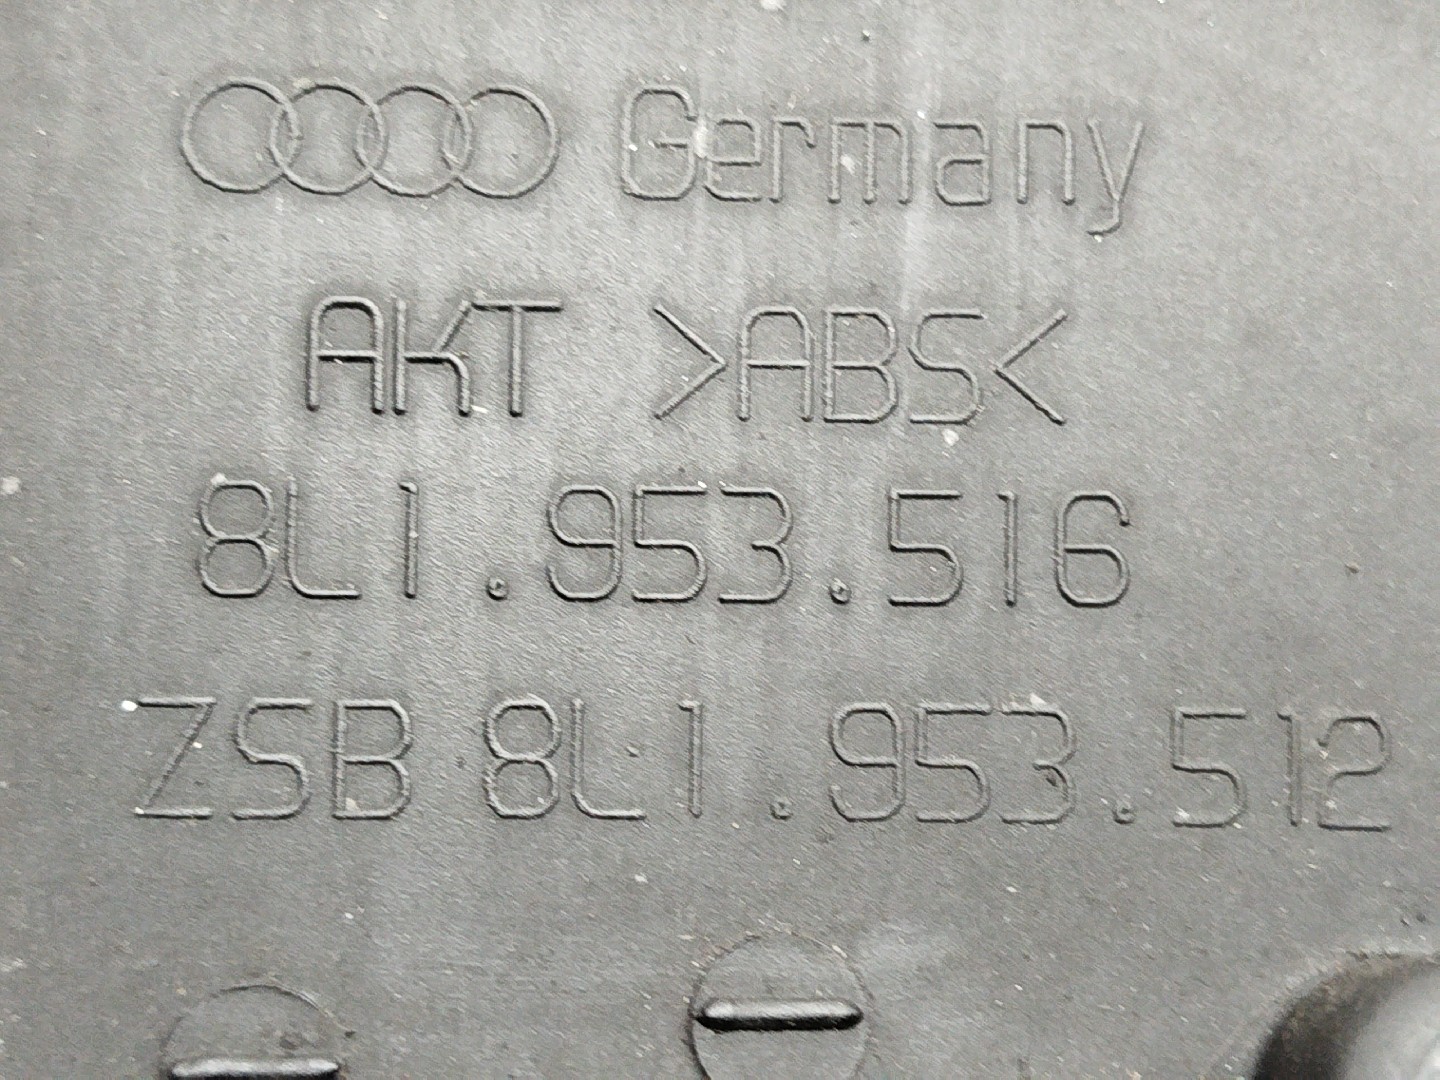 Germany
AKT >ABS<
8L1.953.516
ZSB 8L1.953.512